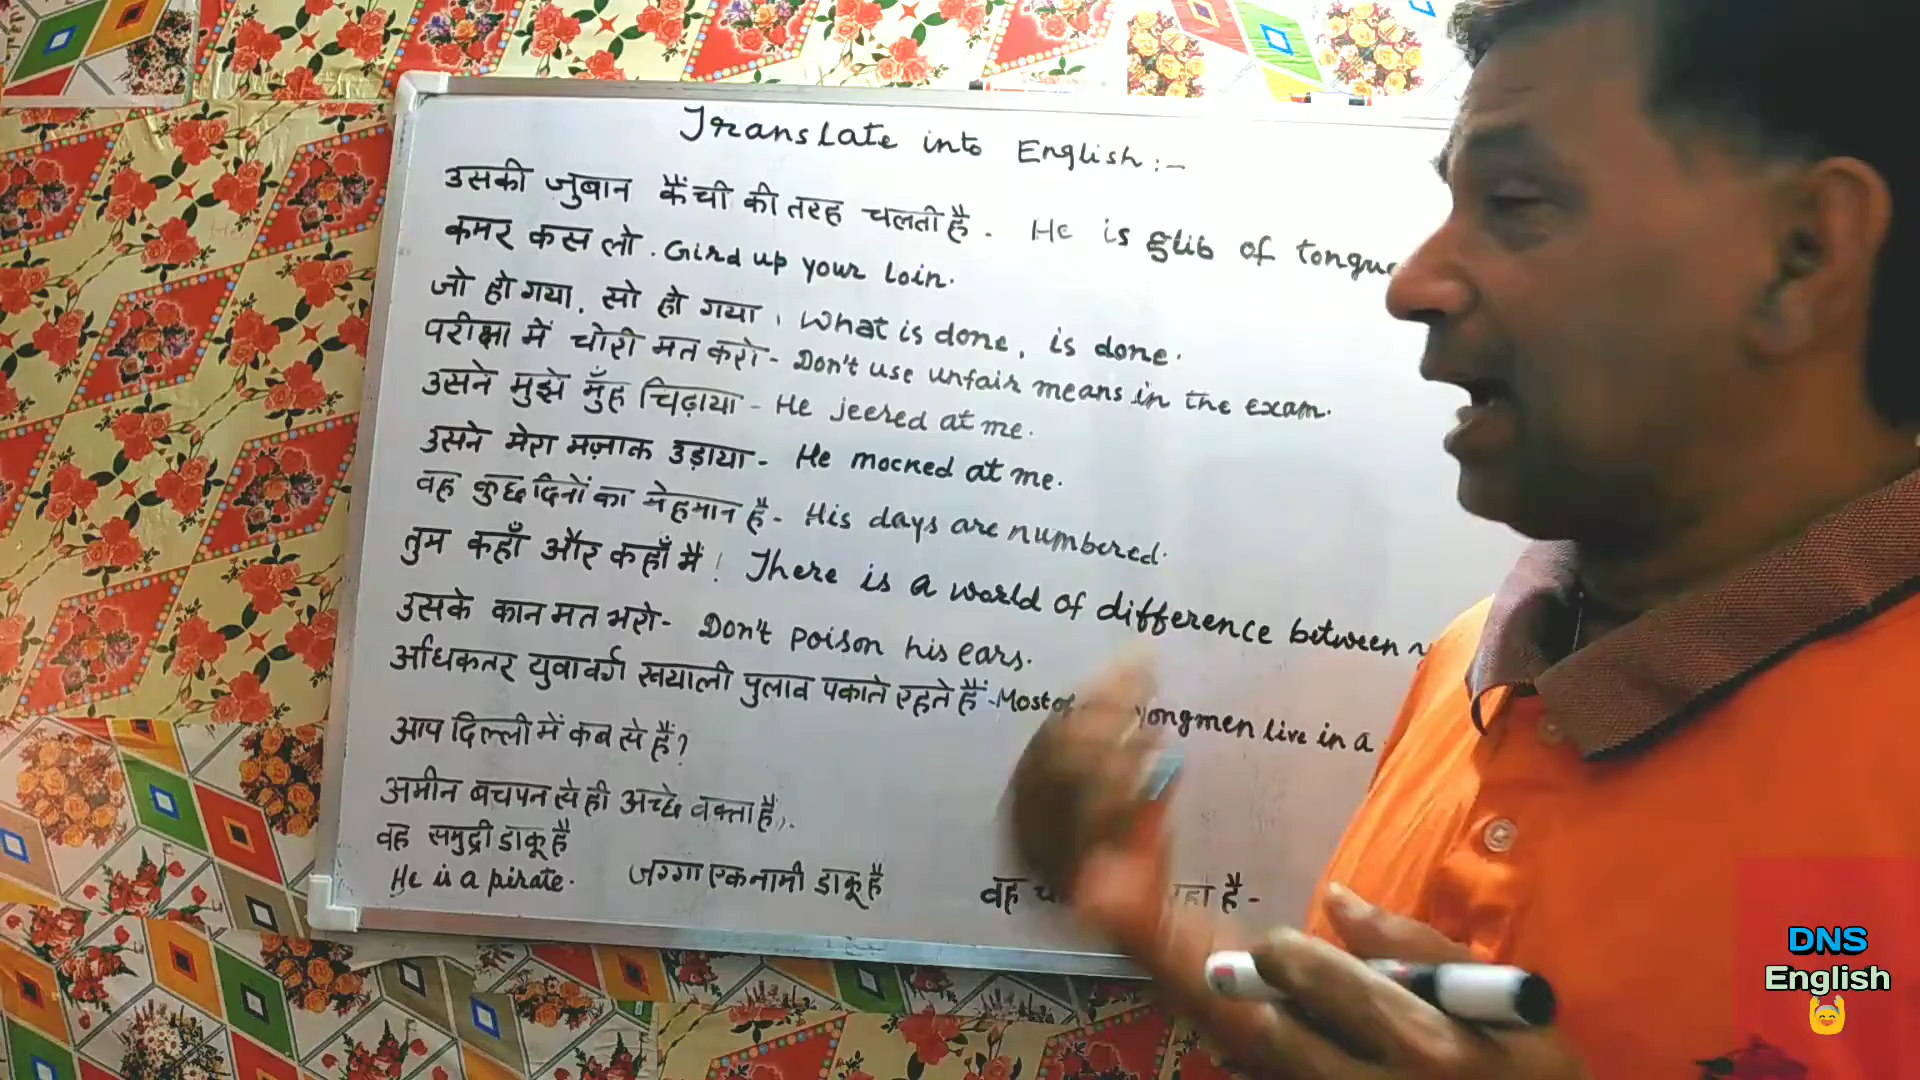 Translate into English:-
उसकी जुबान कैंची की तरह चलती है - He is glib of tongue
कमर कस लो. Gird up your loin.
जो हो गया, सो हो गया, What is done, is done.
परीक्षा में चोरी मत करो - Don't use unfair means in the exam.
उसने मुझे मुँह चिढ़ाया - He jeered at me.
उसने मेरा मज़ाक उड़ाया - He mocked at me.
वह कुछ दिनों का मेहमान है - His days are numbered.
तुम कहाँ और कहाँ मैं! There is a world of difference between
उसके कान मत भरो - Don't poison his ears.
अधिकतर युवावर्ग खयाली पुलाव पकाते रहते हैं - Most of yongmen live in a
आप दिल्ली में कब से हैं?
अमीन बचपन से ही अच्छे वक्ता हैं.
वह समुद्री डाकू है
He is a pirate.
जग्गा एक नामी डाकू है
वह रहा है -
DNS
English